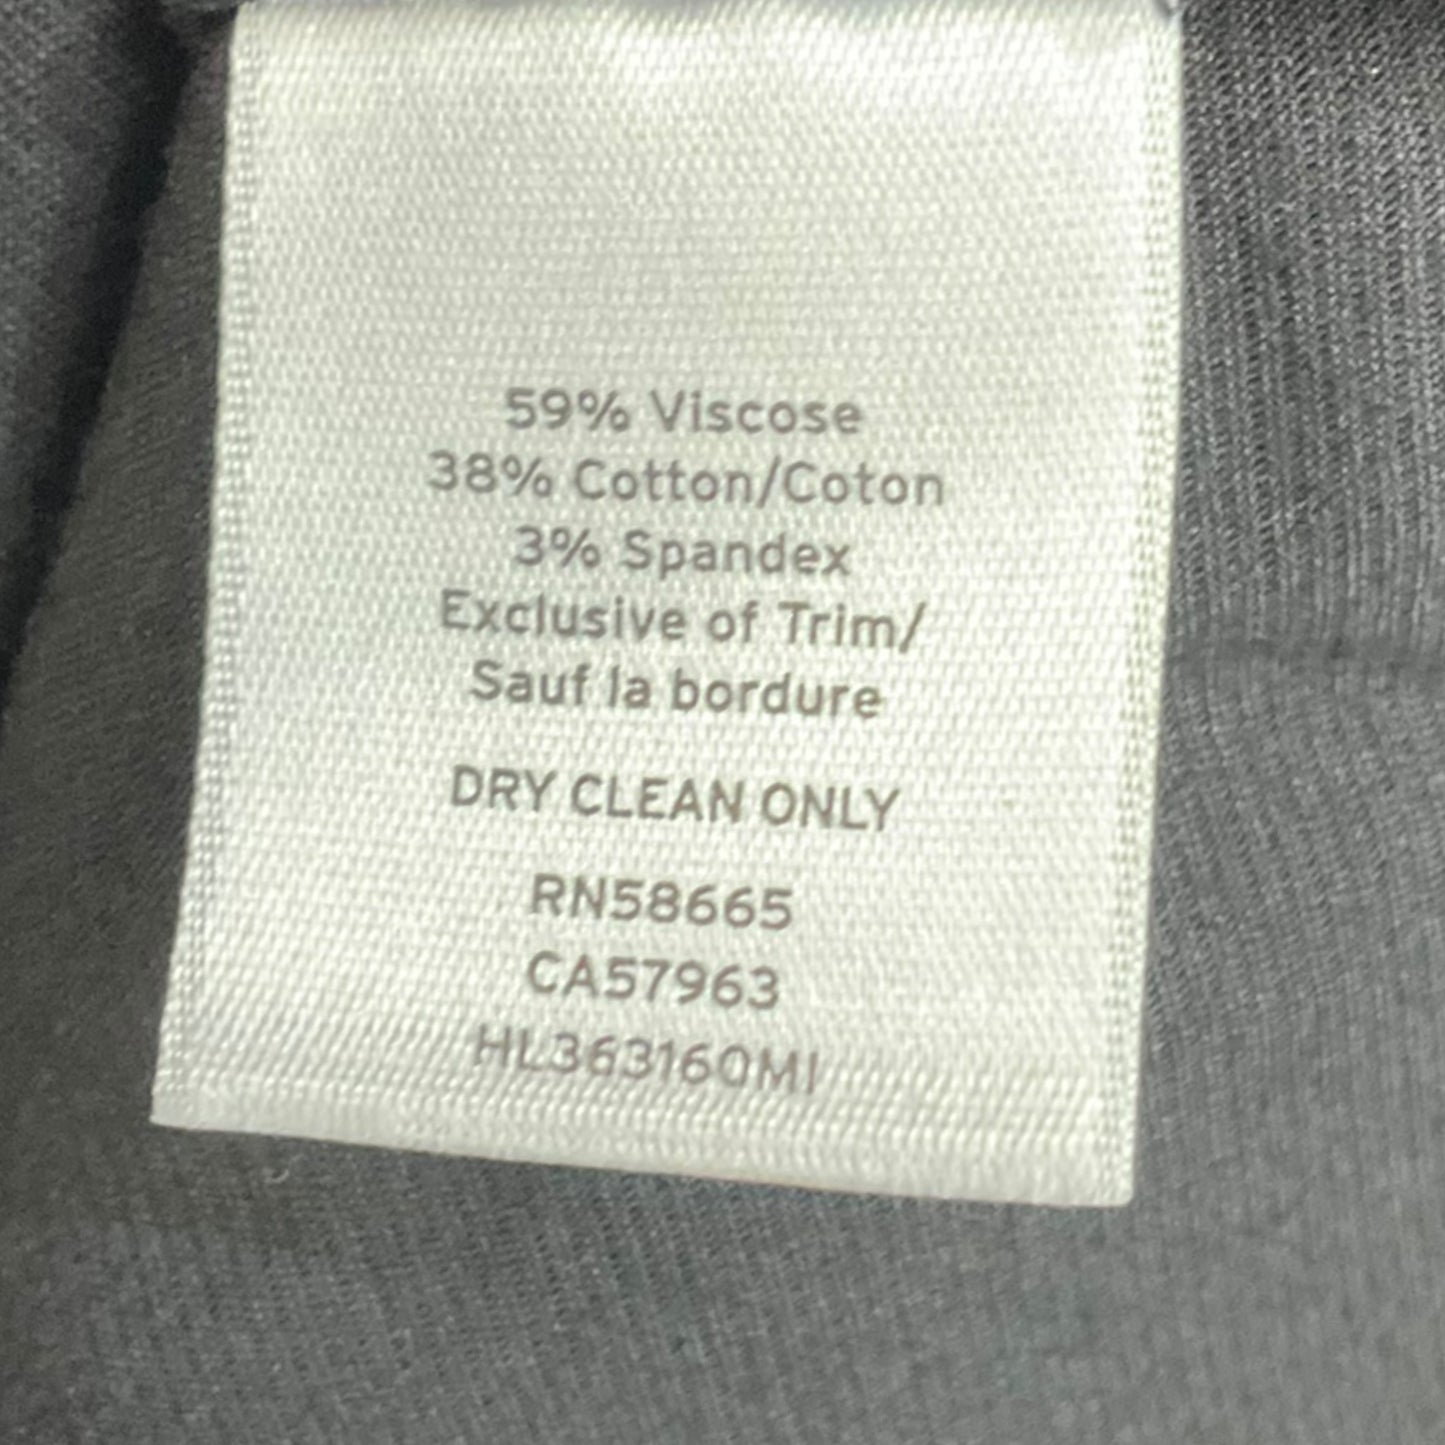 59% Viscose
38% Cotton/Coton
3% Spandex
Exclusive of Trim/
Sauf la bordure
DRY CLEAN ONLY
RN58665
CA57963
HL363160MI